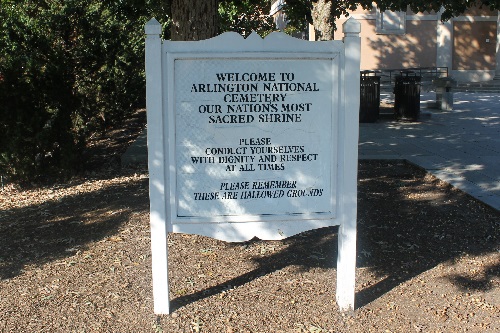 WELCOME TO
ARLINGTON NATIONAL
CEMETERY
OUR NATION'S MOST
SACRED SHRINE
PLEASE
CONDUCT YOURSELVES
WITH DIGNITY AND RESPECT
AT ALL TIMES
PLEASE REMEMBER
THESE ARE HALLOWED GROUNDS